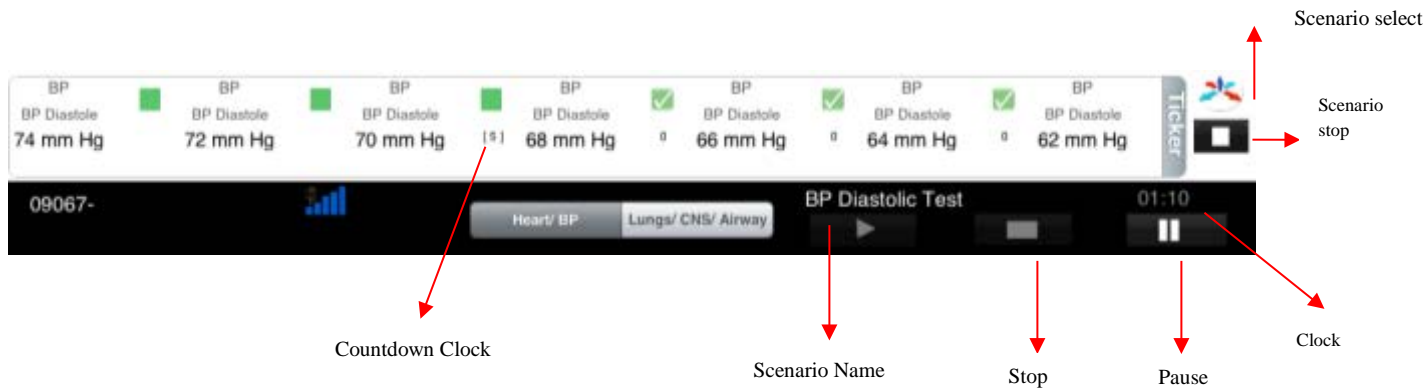 Scenario select
BP BP BP BP BP BP BP
BP Diastole BP Diastole BP Diastole BP Diastole BP Diastole BP Diastole BP Diastole
74 mm Hg 72 mm Hg 70 mm Hg [ 5 ] 68 mm Hg 0 66 mm Hg 0 64 mm Hg 0 62 mm Hg
Ticker
Scenario
stop
09067-
Heart/ BP
Lungs/ CNS/ Airway
BP Diastolic Test
01:10
Countdown Clock
Scenario Name
Stop
Pause
Clock